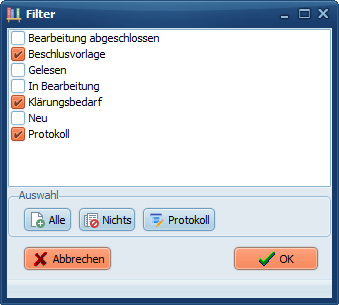 Filter
Bearbeitung abgeschlossen
Beschlusvorlage
Gelesen
In Bearbeitung
Klärungsbedarf
Neu
Protokoll
Auswahl
Alle Nichts Protokoll
Abbrechen OK